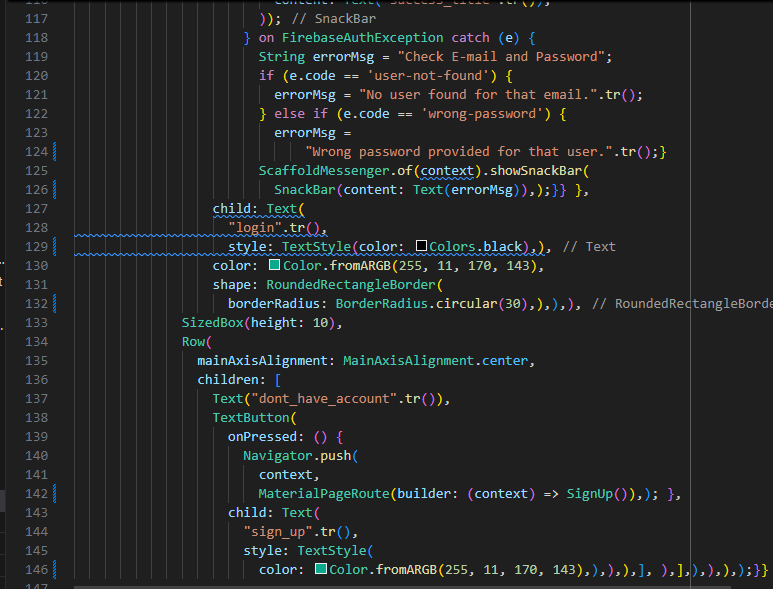 116 content: Text("success_title".tr()),
117 )); // SnackBar
118 } on FirebaseAuthException catch (e) {
119 String errorMsg = "Check E-mail and Password";
120 if (e.code == 'user-not-found') {
121 errorMsg = "No user found for that email.".tr();
122 } else if (e.code == 'wrong-password') {
123 errorMsg =
124 "Wrong password provided for that user.".tr();}
125 ScaffoldMessenger.of(context).showSnackBar(
126 SnackBar(content: Text(errorMsg)),);}} },
127 child: Text(
128 "login".tr(),
129 style: TextStyle(color: Colors.black),), // Text
130 color: Color.fromARGB(255, 11, 170, 143),
131 shape: RoundedRectangleBorder(
132 borderRadius: BorderRadius.circular(30),),),), // RoundedRectangleBorde
133 SizedBox(height: 10),
134 Row(
135 mainAxisAlignment: MainAxisAlignment.center,
136 children: [
137 Text("dont_have_account".tr()),
138 TextButton(
139 onPressed: () {
140 Navigator.push(
141 context,
142 MaterialPageRoute(builder: (context) => SignUp()),); },
143 child: Text(
144 "sign_up".tr(),
145 style: TextStyle(
146 color: Color.fromARGB(255, 11, 170, 143),),),),], ),],),),),);}}
147